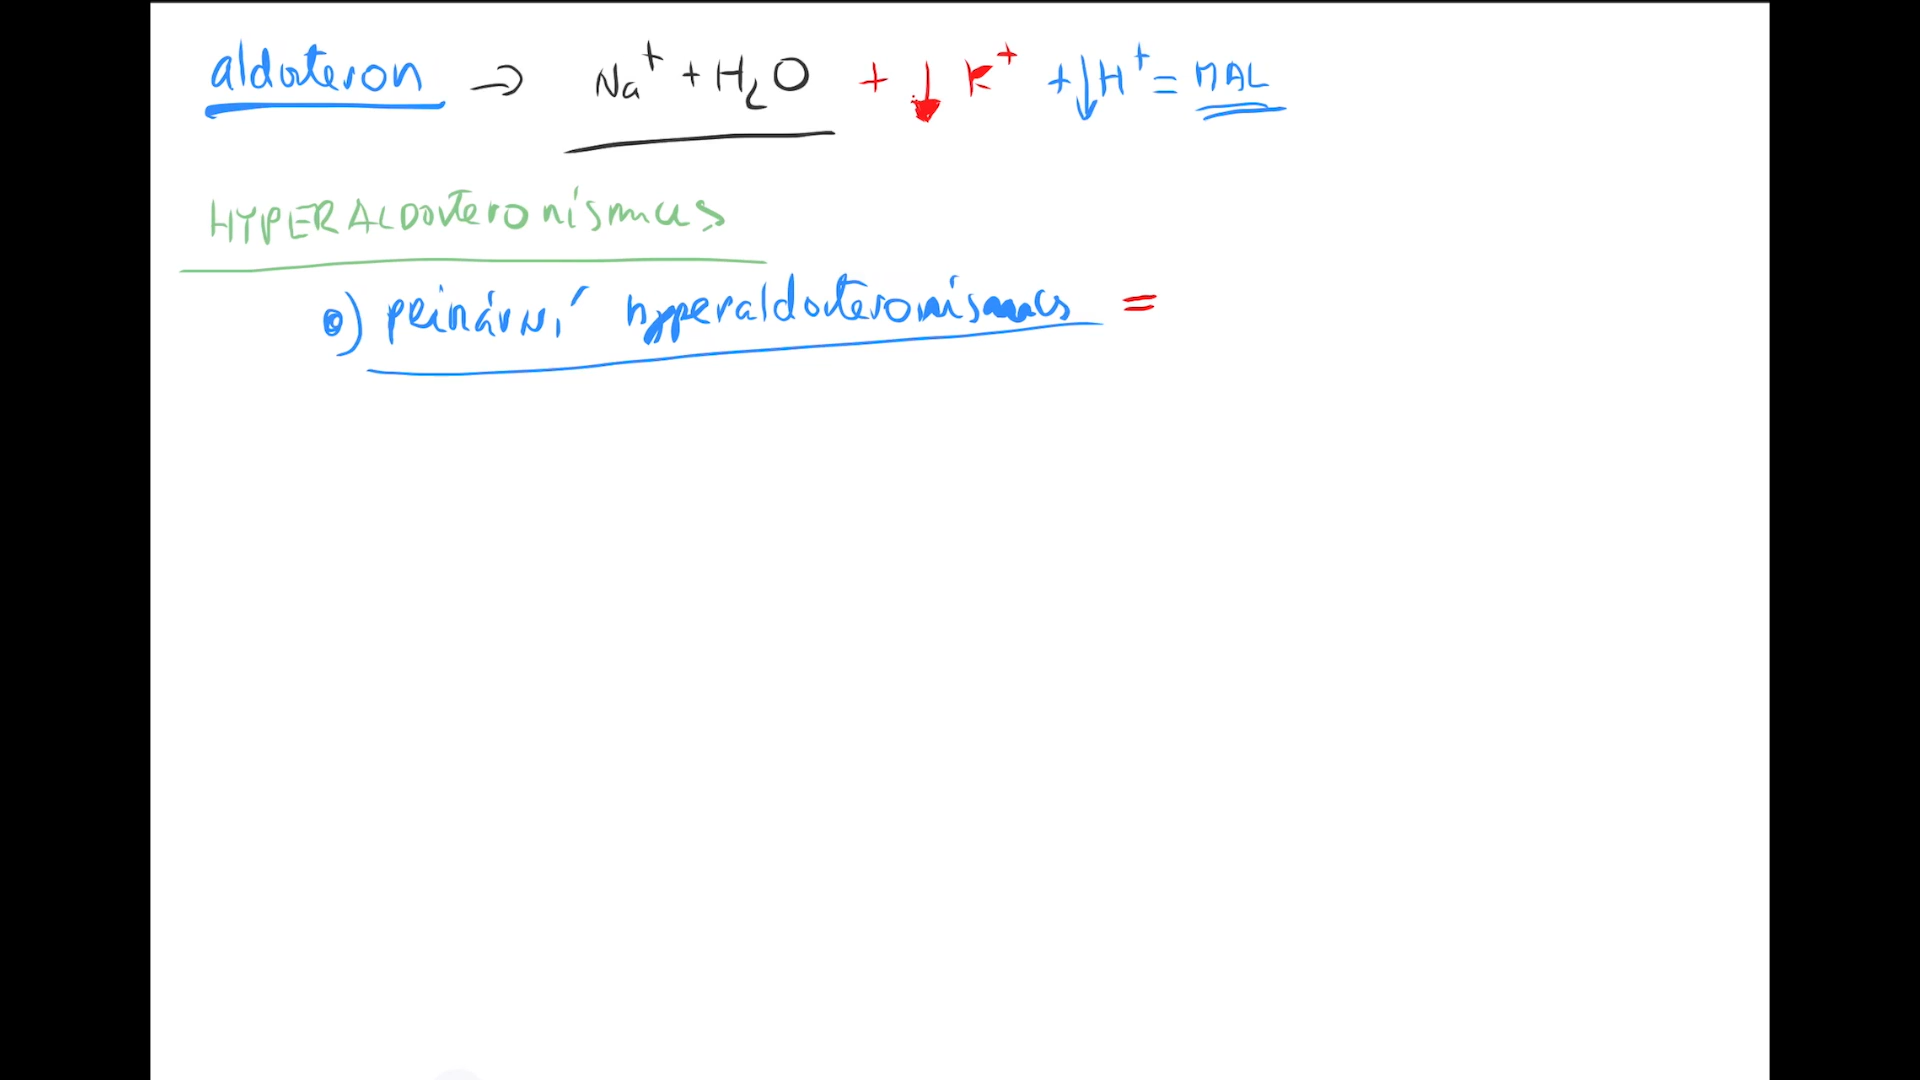 aldosteron → Na⁺ + H₂O + ↓ K⁺ + ↓H⁺ = MAL
HYPERALDOsteronismus
•) primární hyperaldosteronismus =